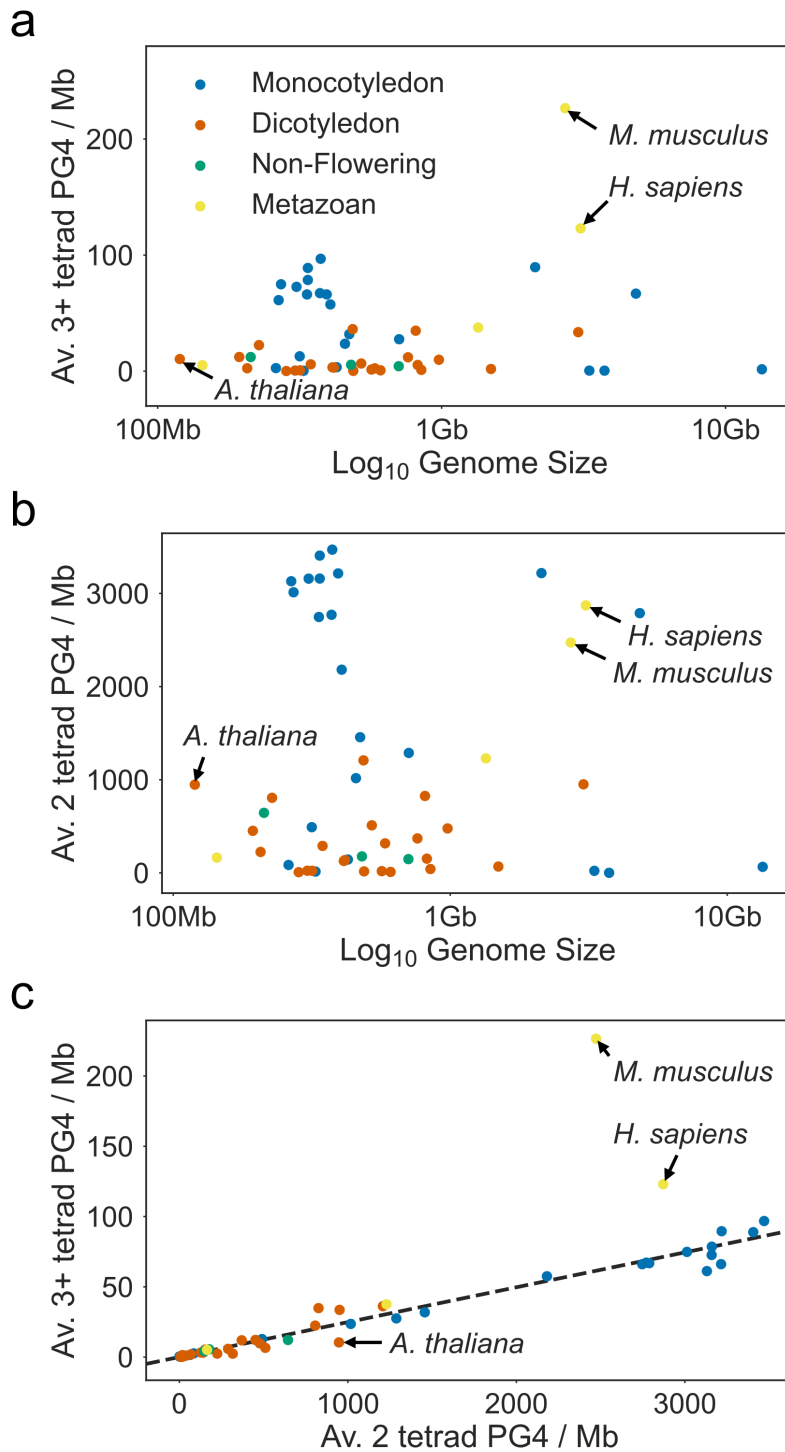 a
Av. 3+ tetrad PG4 / Mb
200
100
0
Monocotyledon
Dicotyledon
Non-Flowering
Metazoan
M. musculus
H. sapiens
A. thaliana
100Mb
1Gb
10Gb
Log₁₀ Genome Size
b
Av. 2 tetrad PG4 / Mb
3000
2000
1000
0
H. sapiens
M. musculus
A. thaliana
100Mb
1Gb
10Gb
Log₁₀ Genome Size
c
Av. 3+ tetrad PG4 / Mb
200
150
100
50
0
M. musculus
H. sapiens
A. thaliana
0
1000
2000
3000
Av. 2 tetrad PG4 / Mb